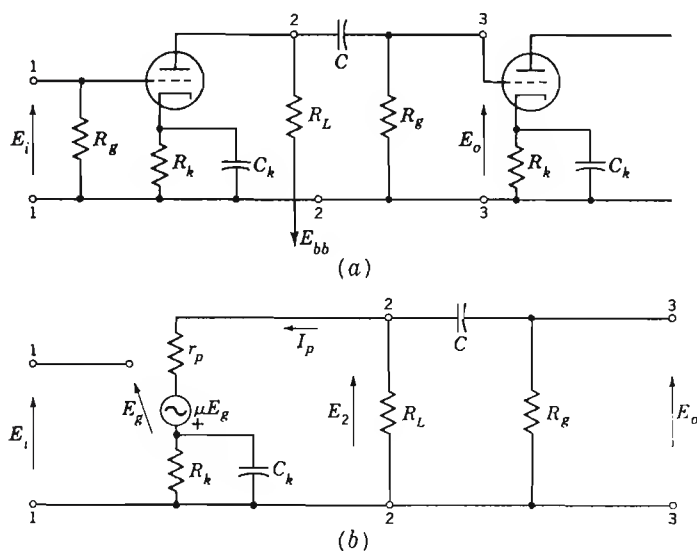 1 2 3
E_i R_g R_k C_k R_L C R_g E_o R_k C_k
1 2 3
E_bb
(a)
1 2 3
r_p I_p C
E_g μE_g +
E_i R_k C_k E_2 R_L R_g E_o
1 2 3
(b)